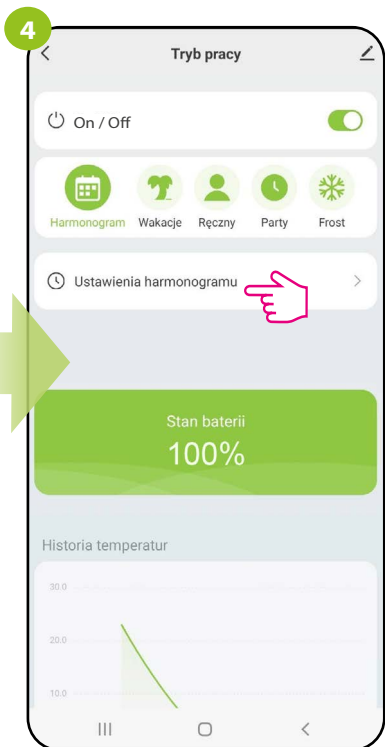 4
Tryb pracy
On / Off
Harmonogram Wakacje Ręczny Party Frost
Ustawienia harmonogramu
Stan baterii
100%
Historia temperatur
30.0
20.0
10.0